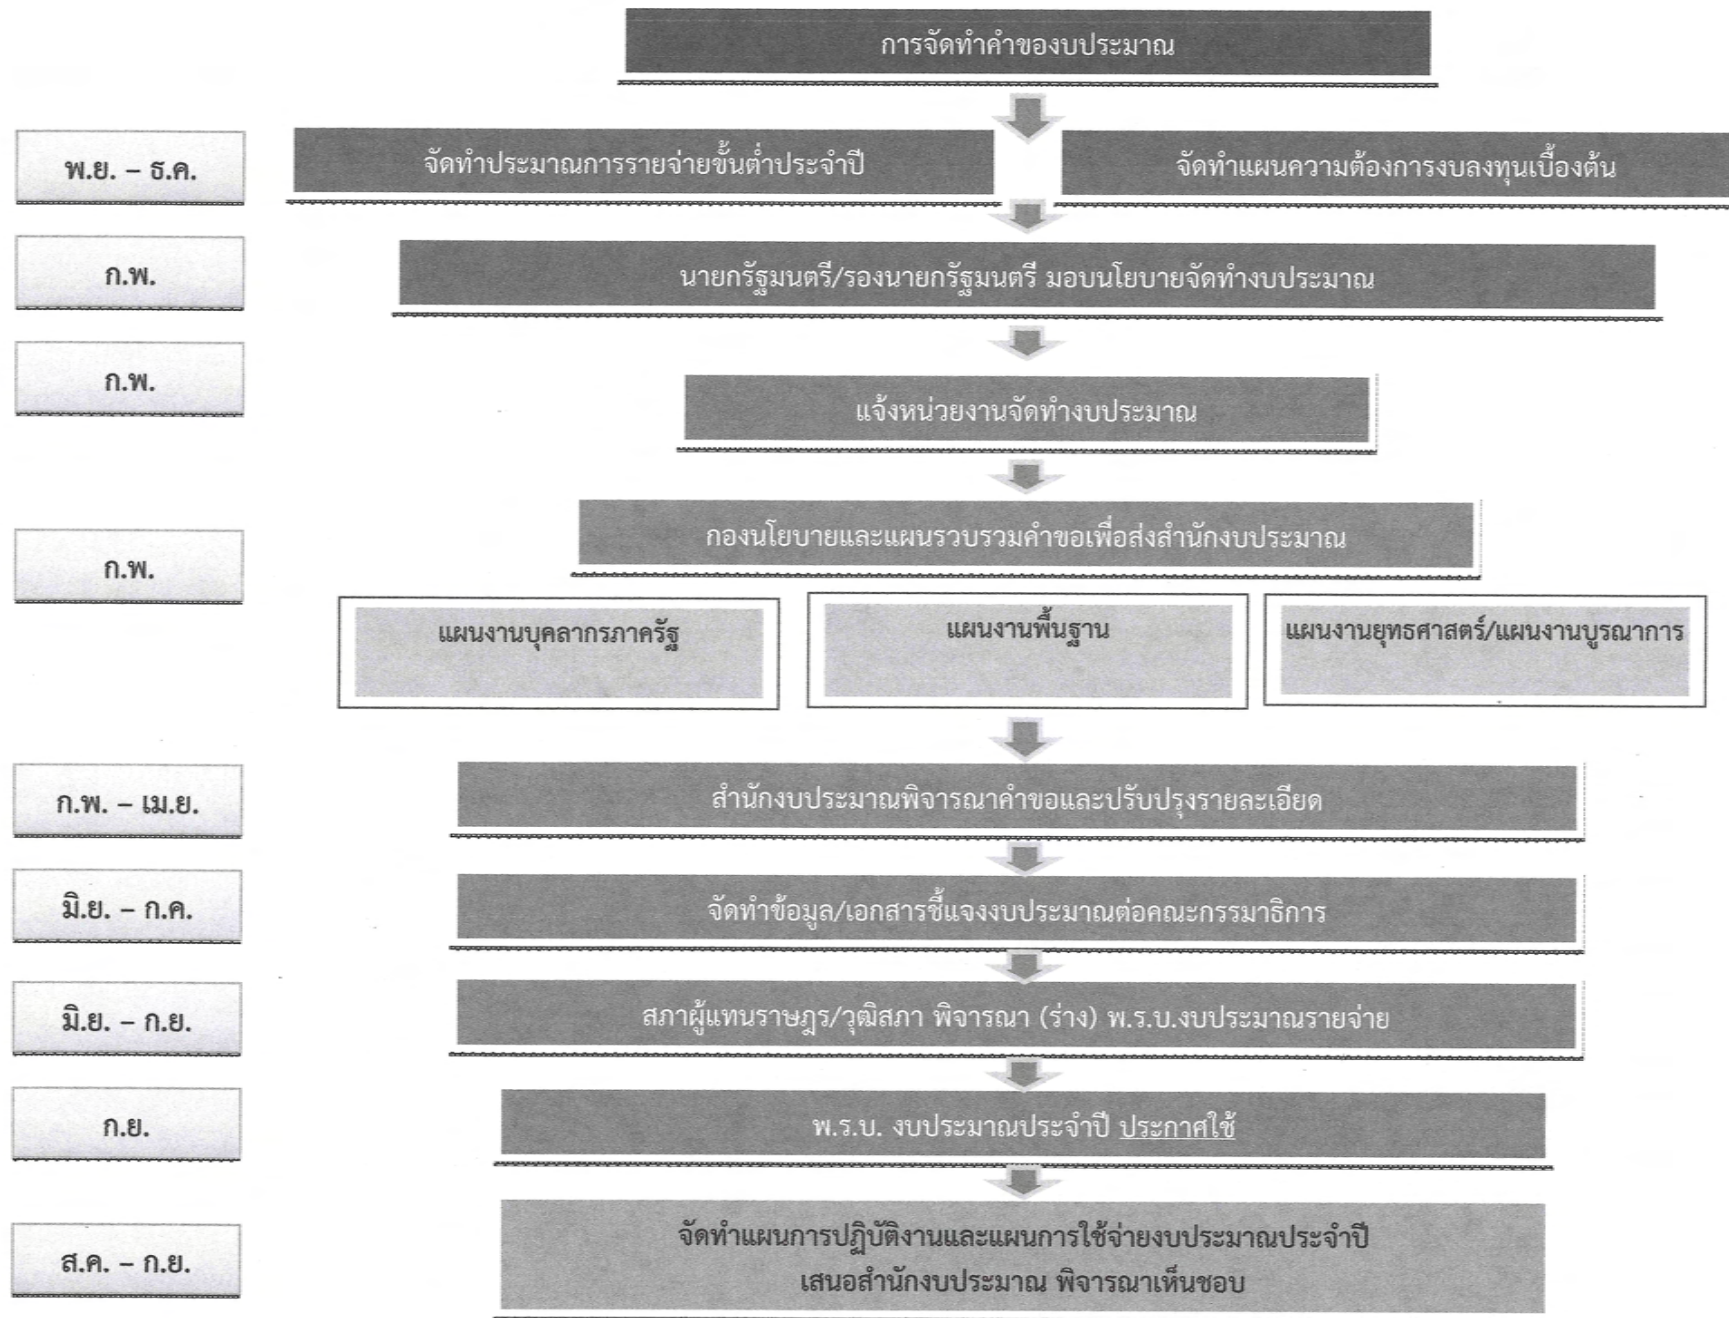 การจัดทำคำของบประมาณ
พ.ย. – ธ.ค.
จัดทำประมาณการรายจ่ายขั้นต่ำประจำปี
จัดทำแผนความต้องการงบลงทุนเบื้องต้น
ก.พ.
นายกรัฐมนตรี/รองนายกรัฐมนตรี มอบนโยบายจัดทำงบประมาณ
ก.พ.
แจ้งหน่วยงานจัดทำงบประมาณ
ก.พ.
กองนโยบายและแผนรวบรวมคำขอเพื่อส่งสำนักงบประมาณ
แผนงานบุคลากรภาครัฐ
แผนงานพื้นฐาน
แผนงานยุทธศาสตร์/แผนงานบูรณาการ
ก.พ. – เม.ย.
สำนักงบประมาณพิจารณาคำขอและปรับปรุงรายละเอียด
มิ.ย. – ก.ค.
จัดทำข้อมูล/เอกสารชี้แจงงบประมาณต่อคณะกรรมาธิการ
มิ.ย. – ก.ย.
สภาผู้แทนราษฎร/วุฒิสภา พิจารณา (ร่าง) พ.ร.บ.งบประมาณรายจ่าย
ก.ย.
พ.ร.บ. งบประมาณประจำปี ประกาศใช้
ส.ค. – ก.ย.
จัดทำแผนการปฏิบัติงานและแผนการใช้จ่ายงบประมาณประจำปี
เสนอสำนักงบประมาณ พิจารณาเห็นชอบ